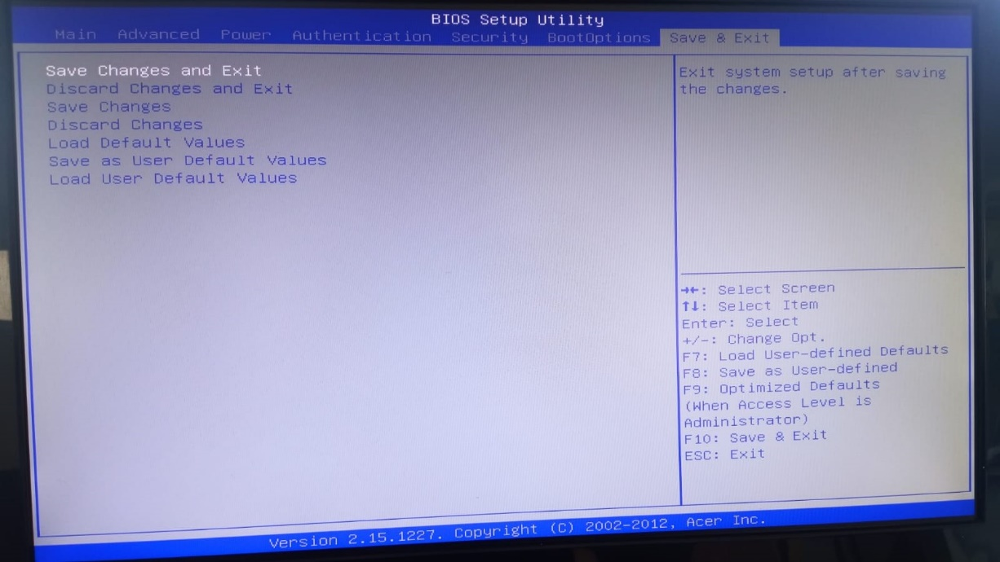 BIOS Setup Utility
Main Advanced Power Authentication Security BootOptions Save & Exit
Save Changes and Exit
Discard Changes and Exit
Save Changes
Discard Changes
Load Default Values
Save as User Default Values
Load User Default Values
Exit system setup after saving
the changes.
→←: Select Screen
↑↓: Select Item
Enter: Select
+/-: Change Opt.
F7: Load User-defined Defaults
F8: Save as User-defined
F9: Optimized Defaults
(When Access Level is
Administrator)
F10: Save & Exit
ESC: Exit
Version 2.15.1227. Copyright (C) 2002-2012, Acer Inc.